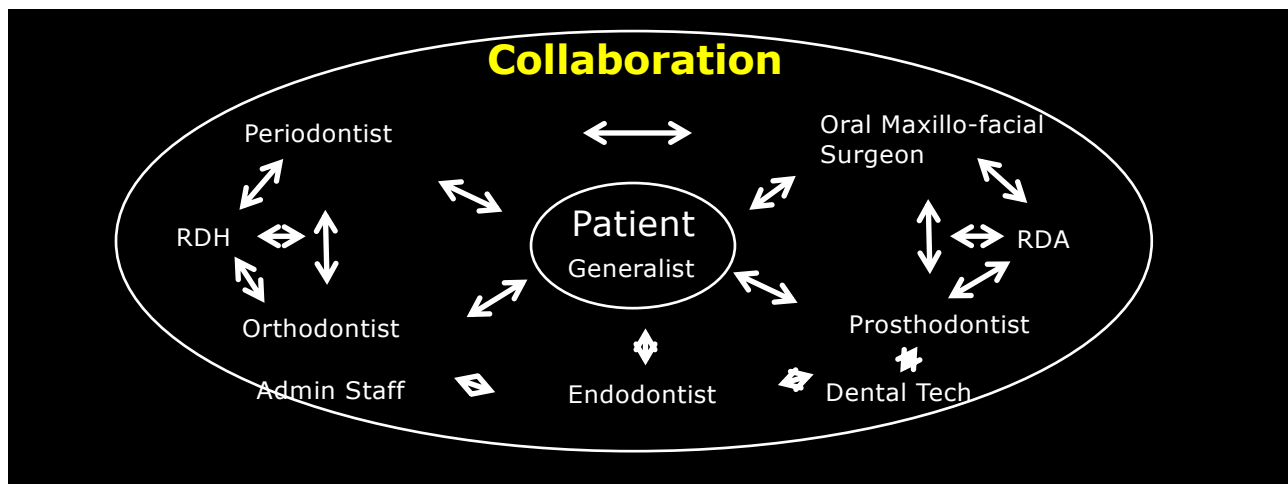 Collaboration
Periodontist
Oral Maxillo-facial
Surgeon
Patient
RDH
RDA
Generalist
Orthodontist
Prosthodontist
Admin Staff
Endodontist
Dental Tech